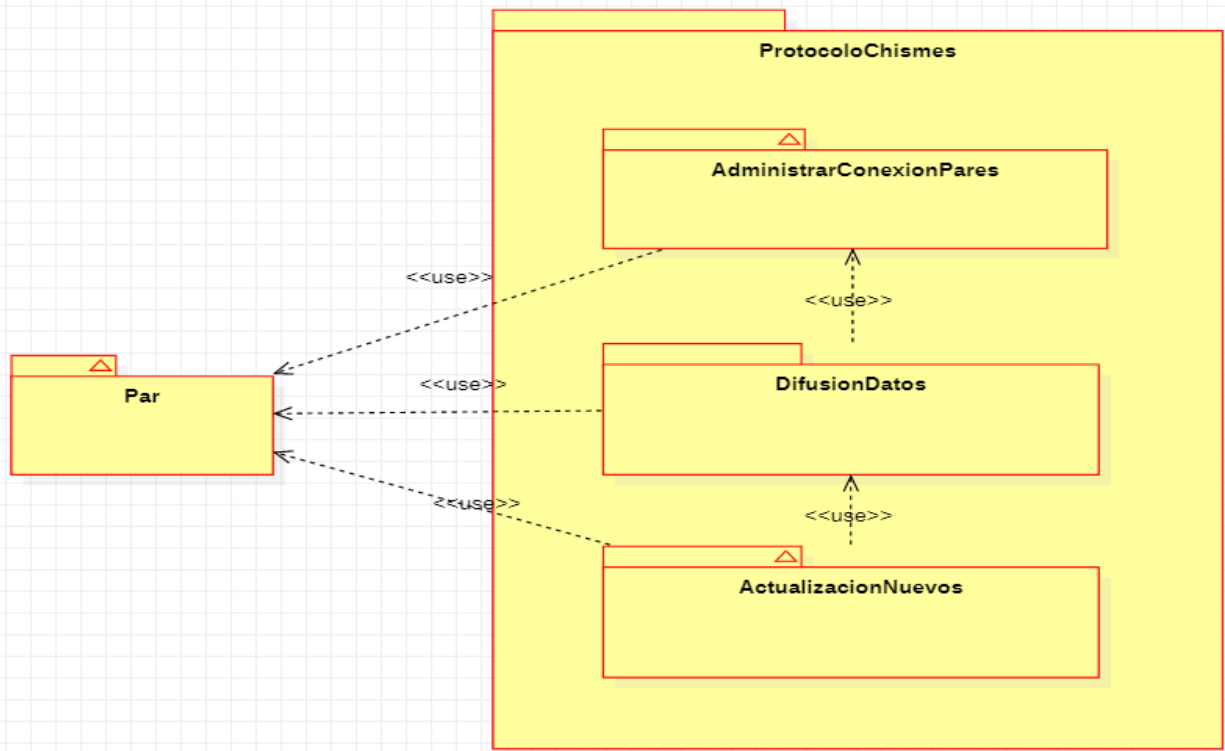 ProtocoloChismes
AdministrarConexionPares
<<use>>
<<use>>
<<use>>
DifusionDatos
Par
<<use>>
<<use>>
ActualizacionNuevos